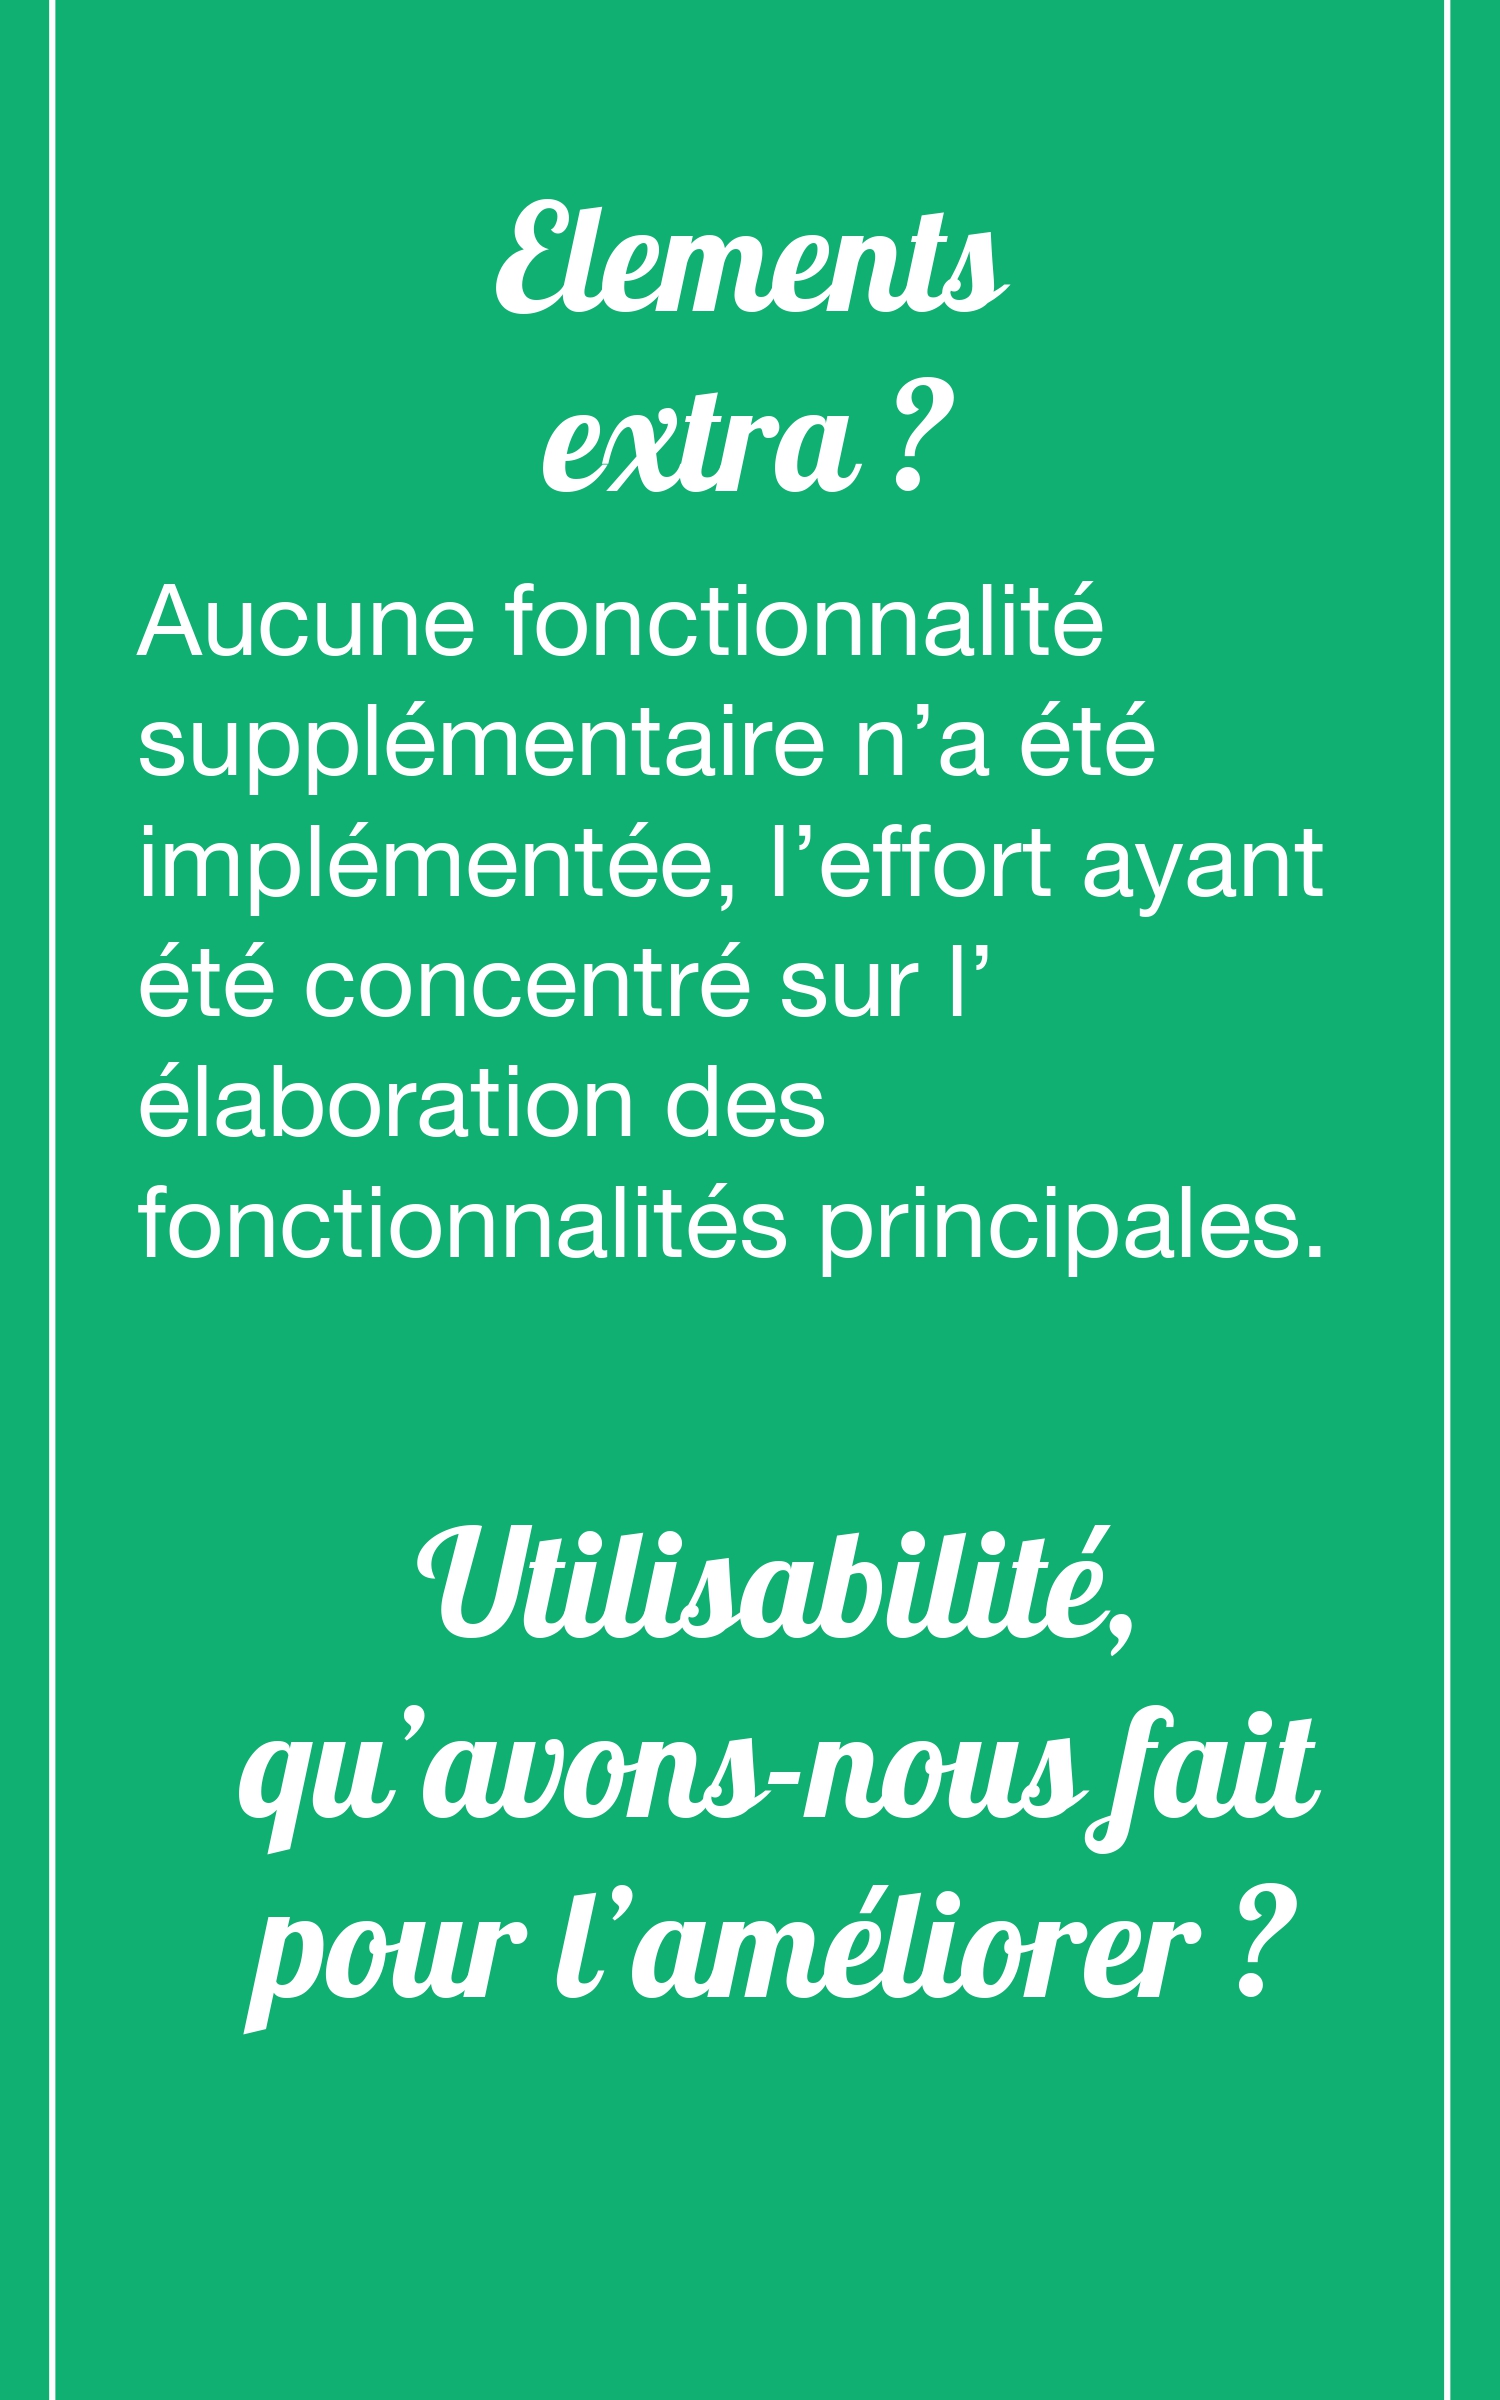 Elements
extra ?
Aucune fonctionnalité
supplémentaire n’a été
implémentée, l’effort ayant
été concentré sur l’
élaboration des
fonctionnalités principales.
Utilisabilité,
qu’avons-nous fait
pour l’améliorer ?